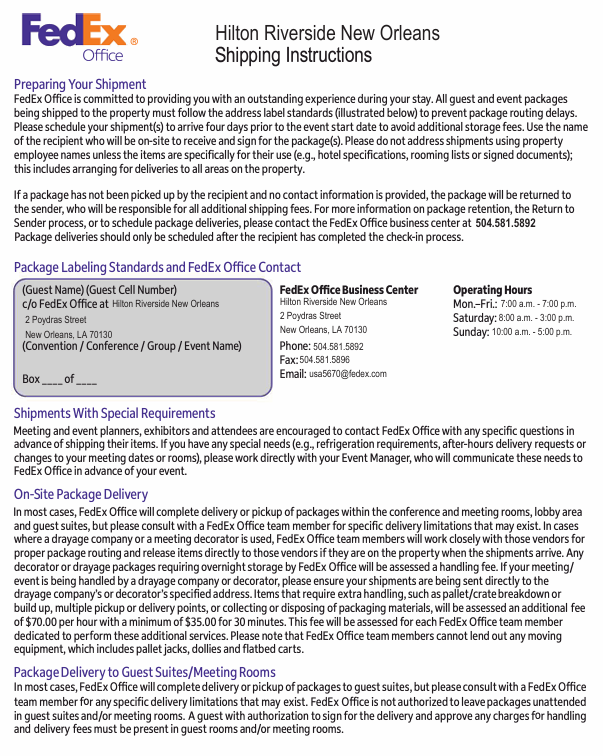 FedEx®
Office
Hilton Riverside New Orleans
Shipping Instructions
Preparing Your Shipment
FedEx Office is committed to providing you with an outstanding experience during your stay. All guest and event packages
being shipped to the property must follow the address label standards (illustrated below) to prevent package routing delays.
Please schedule your shipment(s) to arrive four days prior to the event start date to avoid additional storage fees. Use the name
of the recipient who will be on-site to receive and sign for the package(s). Please do not address shipments using property
employee names unless the items are specifically for their use (e.g., hotel specifications, rooming lists or signed documents);
this includes arranging for deliveries to all areas on the property.
If a package has not been picked up by the recipient and no contact information is provided, the package will be returned to
the sender, who will be responsible for all additional shipping fees. For more information on package retention, the Return to
Sender process, or to schedule package deliveries, please contact the FedEx Office business center at 504.581.5892
Package deliveries should only be scheduled after the recipient has completed the check-in process.
Package Labeling Standards and FedEx Office Contact
(Guest Name) (Guest Cell Number)
c/o FedEx Office at Hilton Riverside New Orleans
2 Poydras Street
New Orleans, LA 70130
(Convention / Conference / Group / Event Name)
Box ____ of ____
FedEx Office Business Center
Hilton Riverside New Orleans
2 Poydras Street
New Orleans, LA 70130
Phone: 504.581.5892
Fax: 504.581.5896
Email: usa5670@fedex.com
Operating Hours
Mon.–Fri.: 7:00 a.m. - 7:00 p.m.
Saturday: 8:00 a.m. - 3:00 p.m.
Sunday: 10:00 a.m. - 5:00 p.m.
Shipments With Special Requirements
Meeting and event planners, exhibitors and attendees are encouraged to contact FedEx Office with any specific questions in
advance of shipping their items. If you have any special needs (e.g., refrigeration requirements, after-hours delivery requests or
changes to your meeting dates or rooms), please work directly with your Event Manager, who will communicate these needs to
FedEx Office in advance of your event.
On-Site Package Delivery
In most cases, FedEx Office will complete delivery or pickup of packages within the conference and meeting rooms, lobby area
and guest suites, but please consult with a FedEx Office team member for specific delivery limitations that may exist. In cases
where a drayage company or a meeting decorator is used, FedEx Office team members will work closely with those vendors for
proper package routing and release items directly to those vendors if they are on the property when the shipments arrive. Any
decorator or drayage packages requiring overnight storage by FedEx Office will be assessed a handling fee. If your meeting/
event is being handled by a drayage company or decorator, please ensure your shipments are being sent directly to the
drayage company's or decorator's specified address. Items that require extra handling, such as pallet/crate breakdown or
build up, multiple pickup or delivery points, or collecting or disposing of packaging materials, will be assessed an additional fee
of $70.00 per hour with a minimum of $35.00 for 30 minutes. This fee will be assessed for each FedEx Office team member
dedicated to perform these additional services. Please note that FedEx Office team members cannot lend out any moving
equipment, which includes pallet jacks, dollies and flatbed carts.
Package Delivery to Guest Suites/Meeting Rooms
In most cases, FedEx Office will complete delivery or pickup of packages to guest suites, but please consult with a FedEx Office
team member for any specific delivery limitations that may exist. FedEx Office is not authorized to leave packages unattended
in guest suites and/or meeting rooms. A guest with authorization to sign for the delivery and approve any charges for handling
and delivery fees must be present in guest rooms and/or meeting rooms.